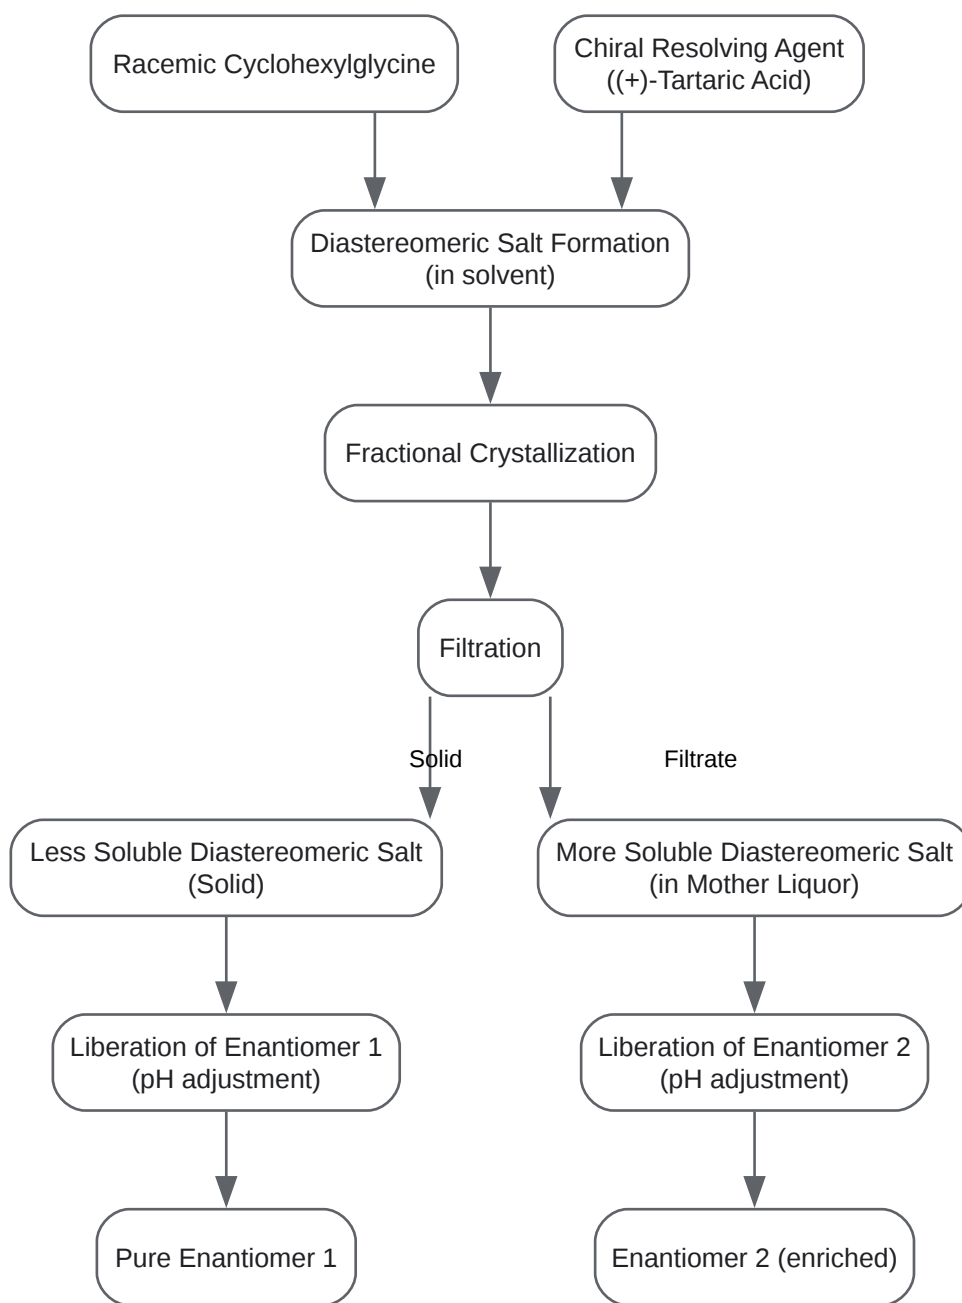 Racemic Cyclohexylglycine
Chiral Resolving Agent
((+)-Tartaric Acid)
Diastereomeric Salt Formation
(in solvent)
Fractional Crystallization
Filtration
Solid
Filtrate
Less Soluble Diastereomeric Salt
(Solid)
More Soluble Diastereomeric Salt
(in Mother Liquor)
Liberation of Enantiomer 1
(pH adjustment)
Liberation of Enantiomer 2
(pH adjustment)
Pure Enantiomer 1
Enantiomer 2 (enriched)